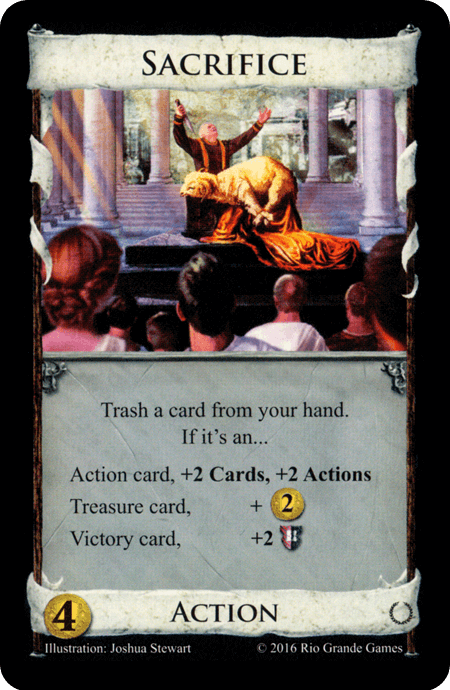 SACRIFICE
Trash a card from your hand.
If it's an...
Action card, +2 Cards, +2 Actions
Treasure card, + 2
Victory card, +2
4 ACTION
Illustration: Joshua Stewart © 2016 Rio Grande Games